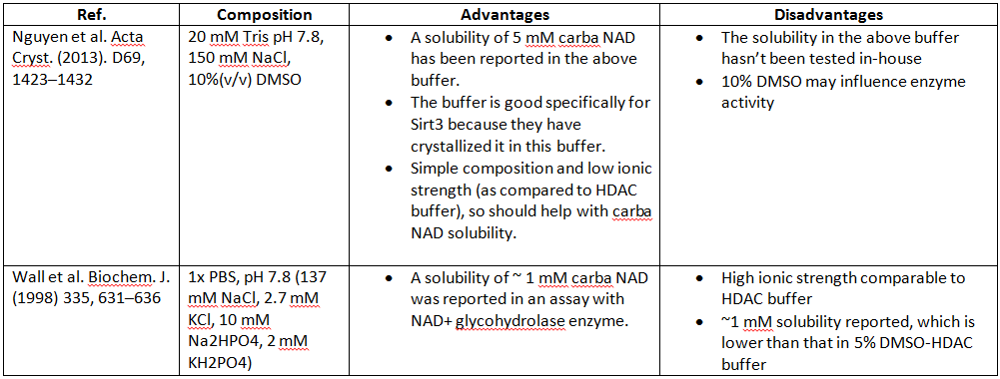 Ref.
Composition
Advantages
Disadvantages
Nguyen et al. Acta
Cryst. (2013). D69,
1423–1432
20 mM Tris pH 7.8,
150 mM NaCl,
10%(v/v) DMSO
• A solubility of 5 mM carba NAD
has been reported in the above
buffer.
• The buffer is good specifically for
Sirt3 because they have
crystallized it in this buffer.
• Simple composition and low ionic
strength (as compared to HDAC
buffer), so should help with carba
NAD solubility.
• The solubility in the above buffer
hasn’t been tested in-house
• 10% DMSO may influence enzyme
activity
Wall et al. Biochem. J.
(1998) 335, 631–636
1x PBS, pH 7.8 (137
mM NaCl, 2.7 mM
KCl, 10 mM
Na2HPO4, 2 mM
KH2PO4)
• A solubility of ~ 1 mM carba NAD
was reported in an assay with
NAD+ glycohydrolase enzyme.
• High ionic strength comparable to
HDAC buffer
• ~1 mM solubility reported, which is
lower than that in 5% DMSO-HDAC
buffer